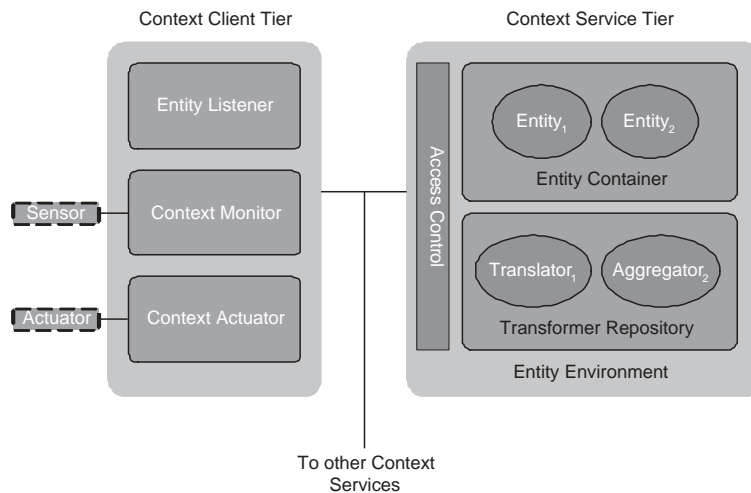 Context Client Tier
Context Service Tier
Entity Listener
Sensor
Context Monitor
Actuator
Context Actuator
Access Control
Entity1
Entity2
Entity Container
Translator1
Aggregator2
Transformer Repository
Entity Environment
To other Context
Services